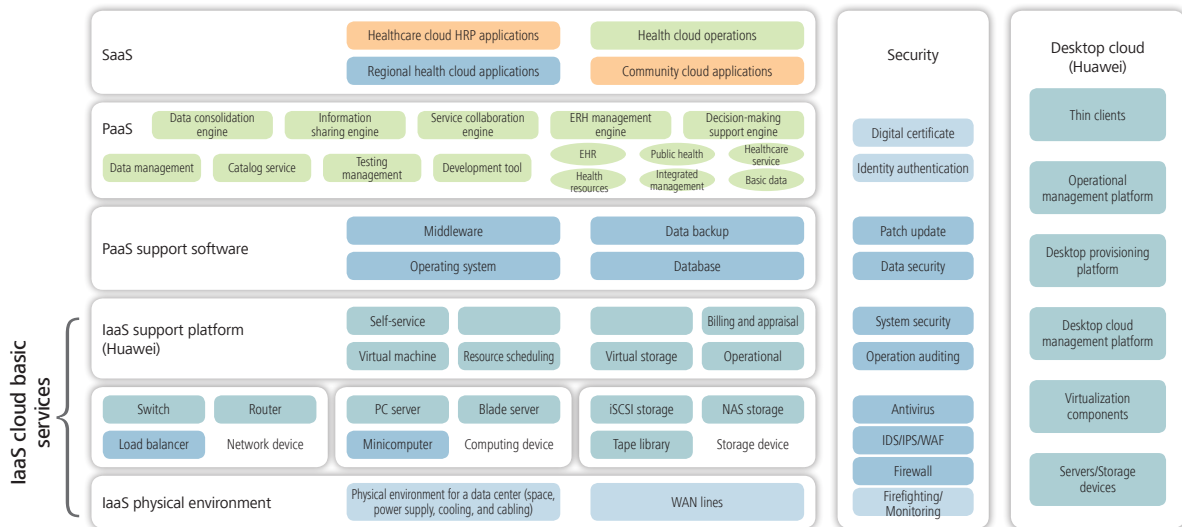 SaaS
Healthcare cloud HRP applications
Health cloud operations
Regional health cloud applications
Community cloud applications
PaaS
Data consolidation
engine
Information
sharing engine
Service collaboration
engine
ERH management
engine
Decision-making
support engine
Data management
Catalog service
Testing
management
Development tool
EHR
Public health
Healthcare
service
Health
resources
Integrated
management
Basic data
PaaS support software
Middleware
Data backup
Operating system
Database
IaaS cloud basic
services
IaaS support platform
(Huawei)
Self-service
Billing and appraisal
Virtual machine
Resource scheduling
Virtual storage
Operational
Switch
Router
Load balancer
Network device
PC server
Blade server
Minicomputer
Computing device
iSCSI storage
NAS storage
Tape library
Storage device
IaaS physical environment
Physical environment for a data center (space,
power supply, cooling, and cabling)
WAN lines
Security
Digital certificate
Identity authentication
Patch update
Data security
System security
Operation auditing
Antivirus
IDS/IPS/WAF
Firewall
Firefighting/
Monitoring
Desktop cloud
(Huawei)
Thin clients
Operational
management platform
Desktop provisioning
platform
Desktop cloud
management platform
Virtualization
components
Servers/Storage
devices